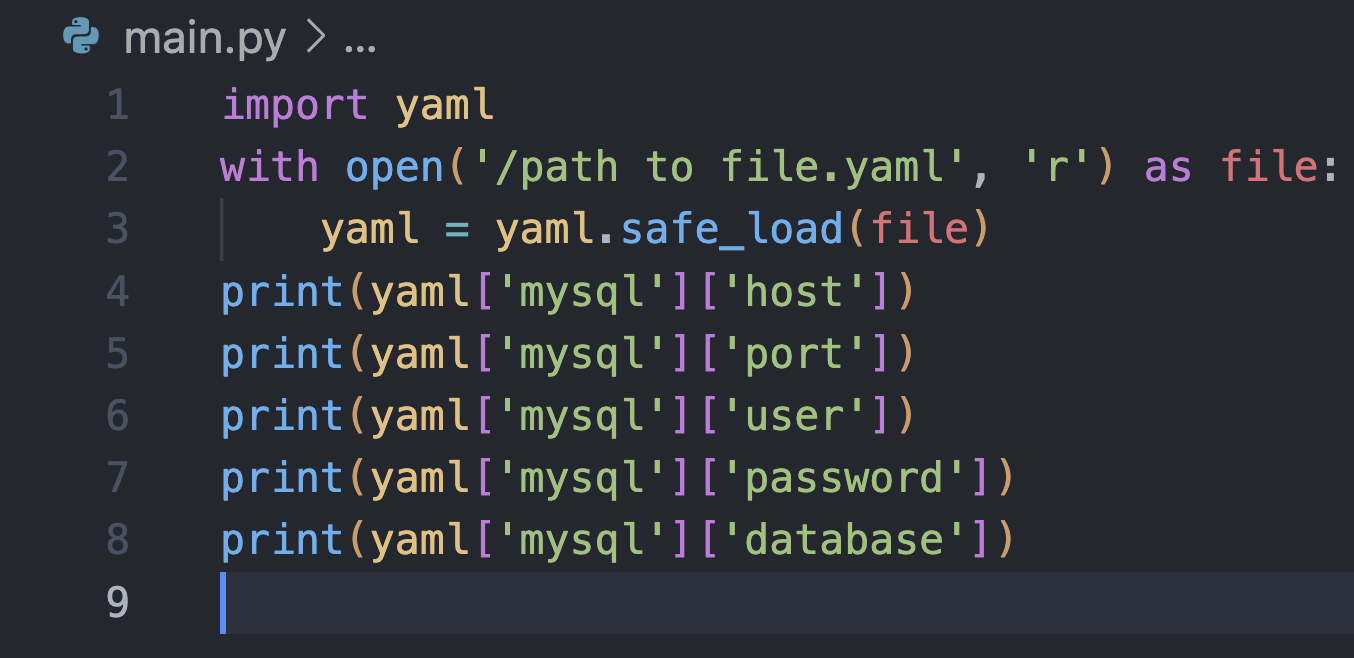 main.py > ...
1 import yaml
2 with open('/path to file.yaml', 'r') as file:
3     yaml = yaml.safe_load(file)
4 print(yaml['mysql']['host'])
5 print(yaml['mysql']['port'])
6 print(yaml['mysql']['user'])
7 print(yaml['mysql']['password'])
8 print(yaml['mysql']['database'])
9